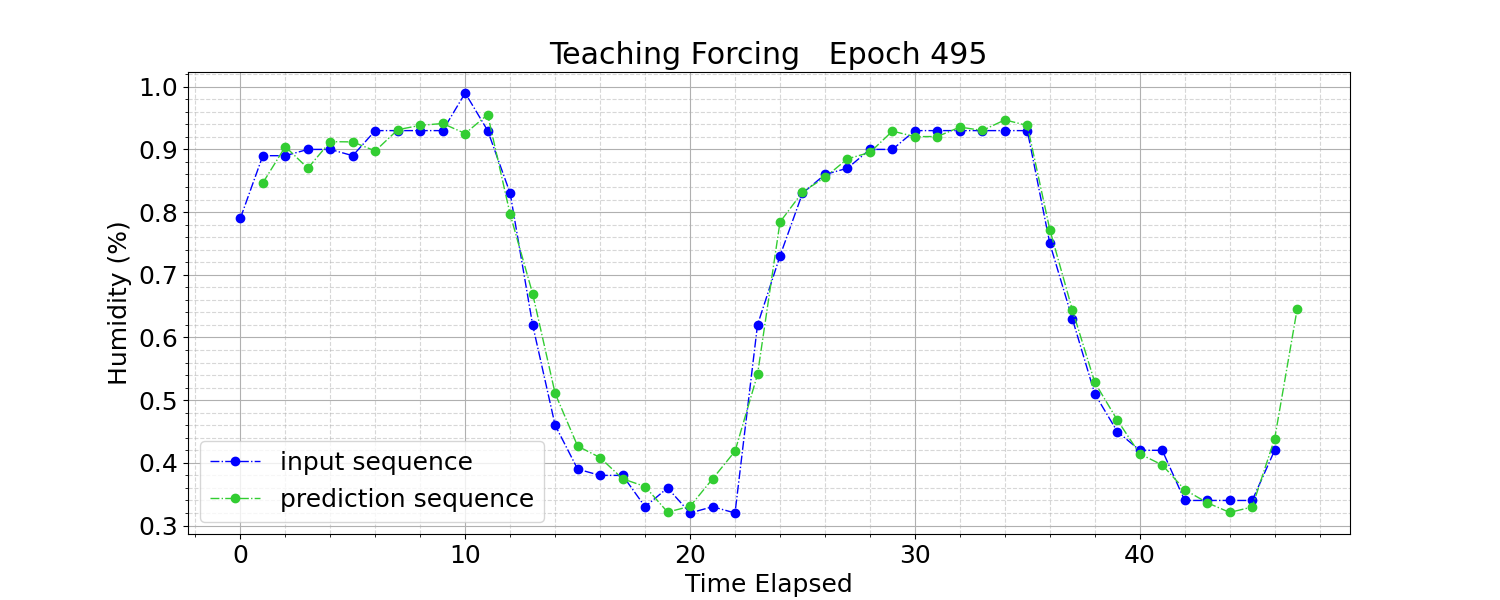 Teaching Forcing   Epoch 495
1.0
0.9
0.8
0.7
0.6
0.5
0.4
0.3
Humidity (%)
input sequence
prediction sequence
0 10 20 30 40
Time Elapsed